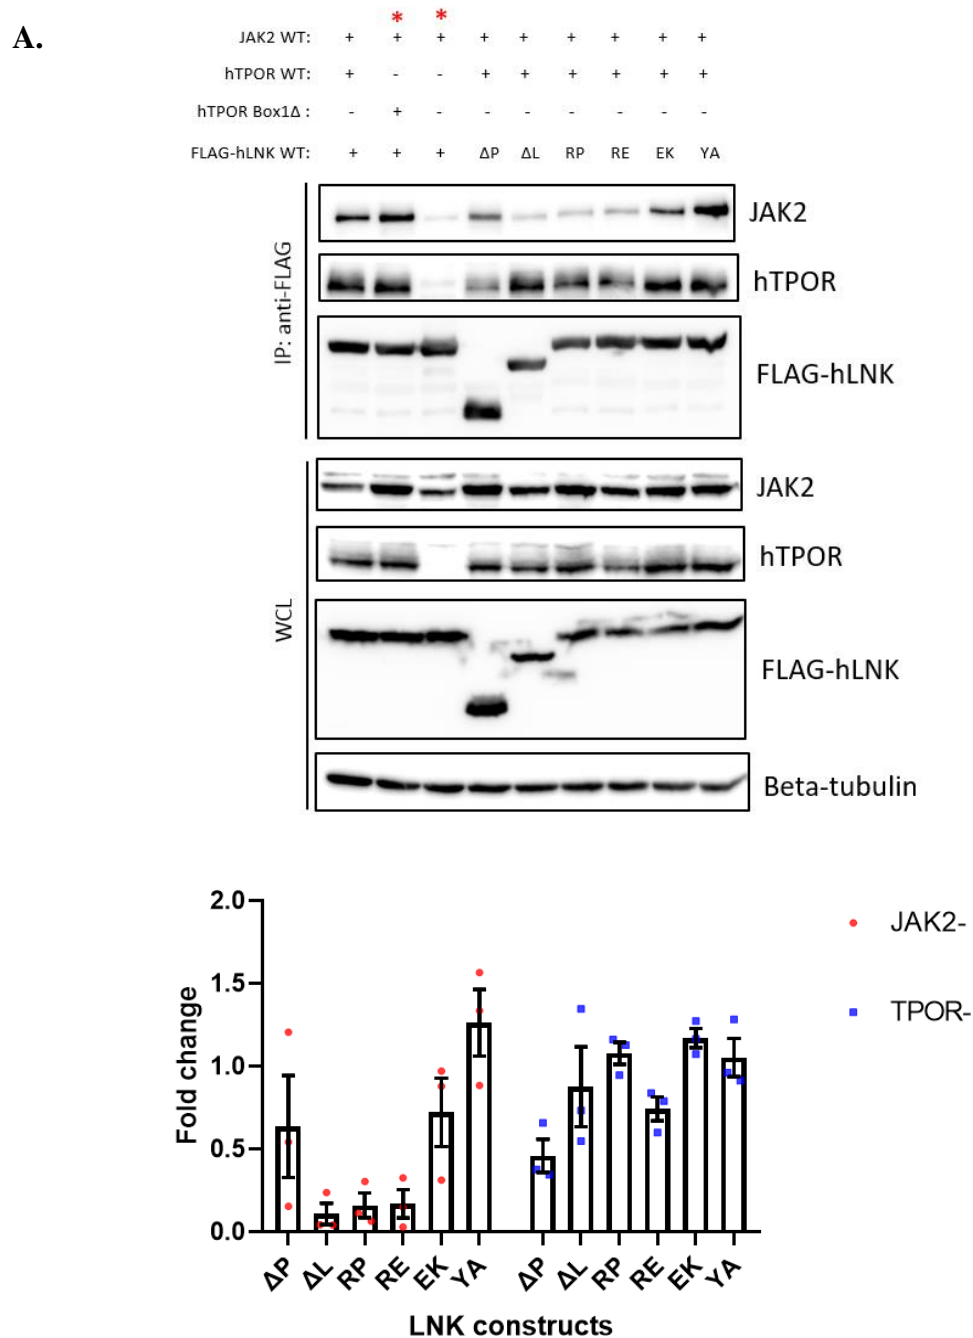 A.
* *
JAK2 WT: + + + + + + + + +
hTPOR WT: + - - + + + + + +
hTPOR Box1Δ : - + - - - - - - -
FLAG-hLNK WT: + + + ΔP ΔL RP RE EK YA
IP: anti-FLAG
JAK2
hTPOR
FLAG-hLNK
WCL
JAK2
hTPOR
FLAG-hLNK
Beta-tubulin
Fold change
2.0
1.5
1.0
0.5
0.0
JAK2-
TPOR-
ΔP ΔL RP RE EK YA ΔP ΔL RP RE EK YA
LNK constructs